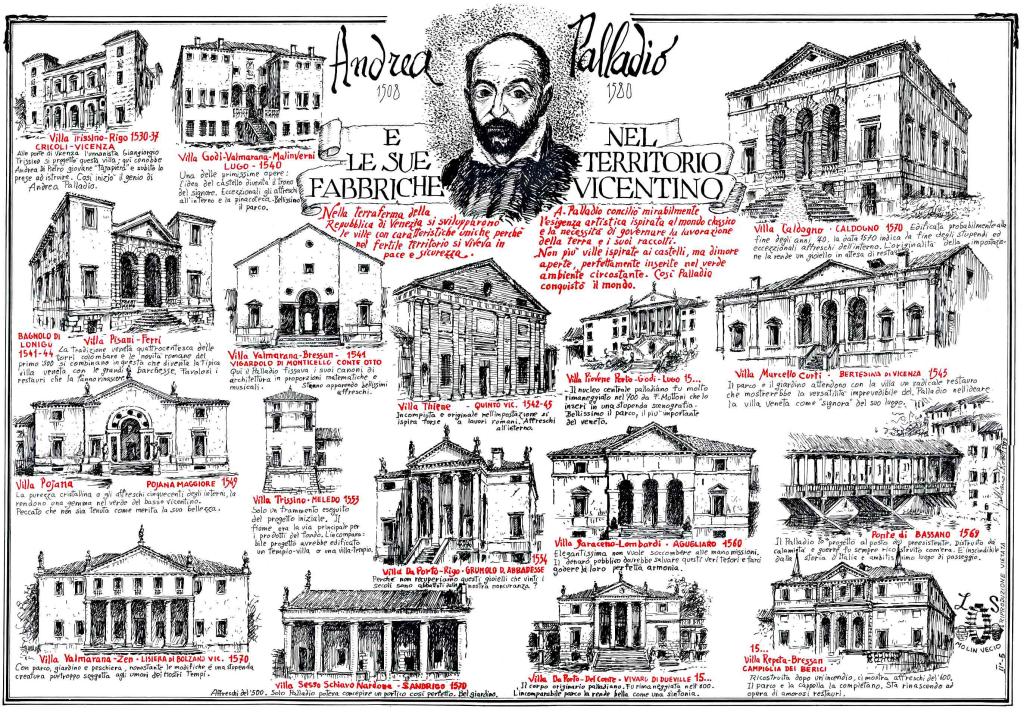 Andrea Palladio
1508 1580
E NEL
LE SUE TERRITORIO
FABBRICHE VICENTINO
Nella terraferma della
Repubblica di Venezia si svilupparono
le ville con caratteristiche uniche perché
nel fertile territorio si viveva in
pace e sicurezza.
A. Palladio conciliò mirabilmente
l'esigenza artistica ispirata al mondo classico
e la necessità di governare la lavorazione
della terra e i suoi raccolti.
Non più ville ispirate ai castelli, ma dimore
aperte, perfettamente inserite nel verde
ambiente circostante. Così Palladio
conquistò il mondo.
Villa Trissino-Rigo 1530-37
CRICOLI-VICENZA
Alle porte di Vicenza l'umanista Giangiorgio
Trissino si progettò questa villa; qui conobbe
Andrea di Pietro giovane "tajapiera" e subito lo
prese ad istruire. Così iniziò il genio di
Andrea Palladio.
Villa Godi-Valmarana-Malinverni
LUGO - 1540
Una delle primissime opere:
l'idea del castello diventa il trono
del signore. Eccezionali gli affreschi
all'interno e la pinacoteca. Bellissimo
il parco.
Villa Caldogno - CALDOGNO 1570 Edificata probabilmente alla
fine degli anni 40, la data 1570 indica la fine degli stupendi ed
eccezionali affreschi dell'interno. L'originalità della impostazione
ne la rende un gioiello in attesa di restauri
BAGNOLO DI
LONIGO
1541-44
Villa Pisani-Ferri
La tradizione veneta quattrocentesca delle
torri colombare e le novità romane del
primo 500 si combinano in questa che diventa la tipica
villa veneta con le grandi barchesse. Favolosi i
restauri che la fanno rinascere
Villa Valmarana-Bressan - 1541
VIGARDOLO DI MONTICELLO CONTE OTTO
Qui il Palladio fissava i suoi canoni di
architettura in proporzioni matematiche e
musicali. Stanno apparendo bellissimi
affreschi.
Villa Thiene QUINTO VIC. 1542-45
Incompiuta e originale nell'impostazione si
ispira forse a lavori romani. Affreschi
all'interno.
Villa Piovene Porto-Godi-Lugo 15...
Il nucleo centrale palladiano fu molto
rimaneggiato nel '700 da F. Muttoni che lo
inserì in una stupenda scenografia.
Bellissimo il parco, il più importante
del veneto.
Villa Marcello Curti - BERTESINA DI VICENZA 1545
Il parco e il giardino attendono con la villa un radicale restauro
che mostrerebbe la versatilità imprevedibile del Palladio nell'ideare
la villa veneta come "signora" del suo luogo.
Villa Pojana POJANA MAGGIORE 1549
La purezza cristallina e gli affreschi cinquecenti degli interni, la
rendono una gemma nel verde del basso vicentino.
Peccato che non sia tenuta come merita la sua bellezza.
Villa Trissino-MELEDO 1553
Solo un frammento eseguito
del progetto iniziale. Il
fiume era la via principale per
i prodotti del fondo. L'incompara-
bile progetto avrebbe edificato
un Tempio-villa o una villa-Tempio.
1554
Villa Da Porto-Rigo-GRUMOLO D. ABBADESSE
Perché non recuperiamo questi gioielli che vinti i
secoli sono abbattuti dalla nostra noncuranza?
Villa Saraceno-Lombardi - AGUGLIARO 1560
Elegantissima non vuole soccombere alle manomissioni.
Il denaro pubblico dovrebbe salvare questi veri tesori e farci
godere la loro perfetta armonia.
Ponte di BASSANO 1569
Il Palladio lo progettò al posto del preesistente. Distrutto da
calamità e guerre fu sempre ricostruito com'era. È inscindibile
dalla storia d'Italia e ambitissimo luogo di passeggio.
Villa Valmarana-Zen - LISIERA DI BOLZANO VIC. 1570
Con parco, giardino e peschiera, nonostante le modifiche è una stupenda
creatura purtroppo soggetta agli umori dei nostri Tempi.
Villa Sesso Schiavo Nardone - SANDRIGO 1570
Affreschi del '500. Solo Palladio poteva concepire un portico così perfetto. Bel giardino.
Villa Da Porto-Del Conte - VIVARO DI DUEVILLE 15...
Il corpo originario palladiano fu rimaneggiato nell'800.
L'incomparabile parco la rende bella come una sinfonia.
15...
Villa Repeta-Bressan
CAMPIGLIA DEI BERICI
Ricostruita dopo un incendio, ci mostra affreschi del '600.
Il parco e la cappella la completano. Sta rinascendo ad
opera di amorosi restauri.
L S
MOLIN VECIO
RIPRODUZIONE VIETATA